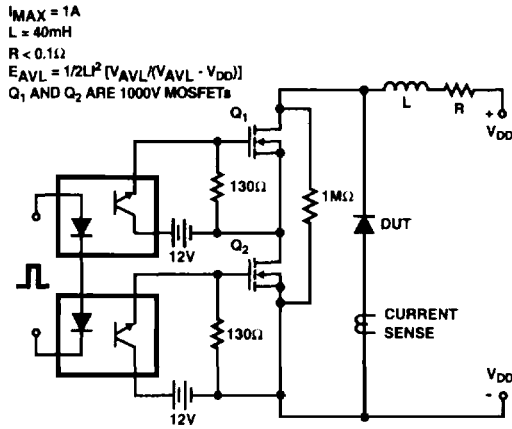 IMAX = 1A
L = 40mH
R < 0.1Ω
EAVL = 1/2LI² [VAVL/(VAVL - VDD)]
Q1 AND Q2 ARE 1000V MOSFETs
Q1
L
R
+
VDD
130Ω
1MΩ
DUT
12V
Q2
CURRENT
SENSE
130Ω
VDD
-
12V